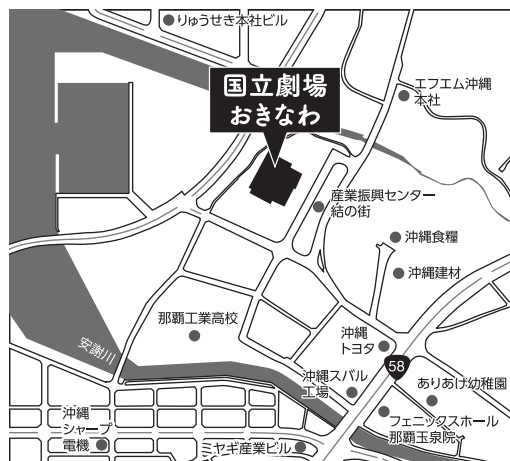 りゅうせき本社ビル
国立劇場
おきなわ
エフエム沖縄
本社
産業振興センター
結の街
沖縄食糧
沖縄建材
那覇工業高校
安謝川
沖縄
トヨタ
58
沖縄スバル
工場
ありあけ幼稚園
フェニックスホール
那覇玉泉院
沖縄
シャープ
電機
ミヤギ産業ビル